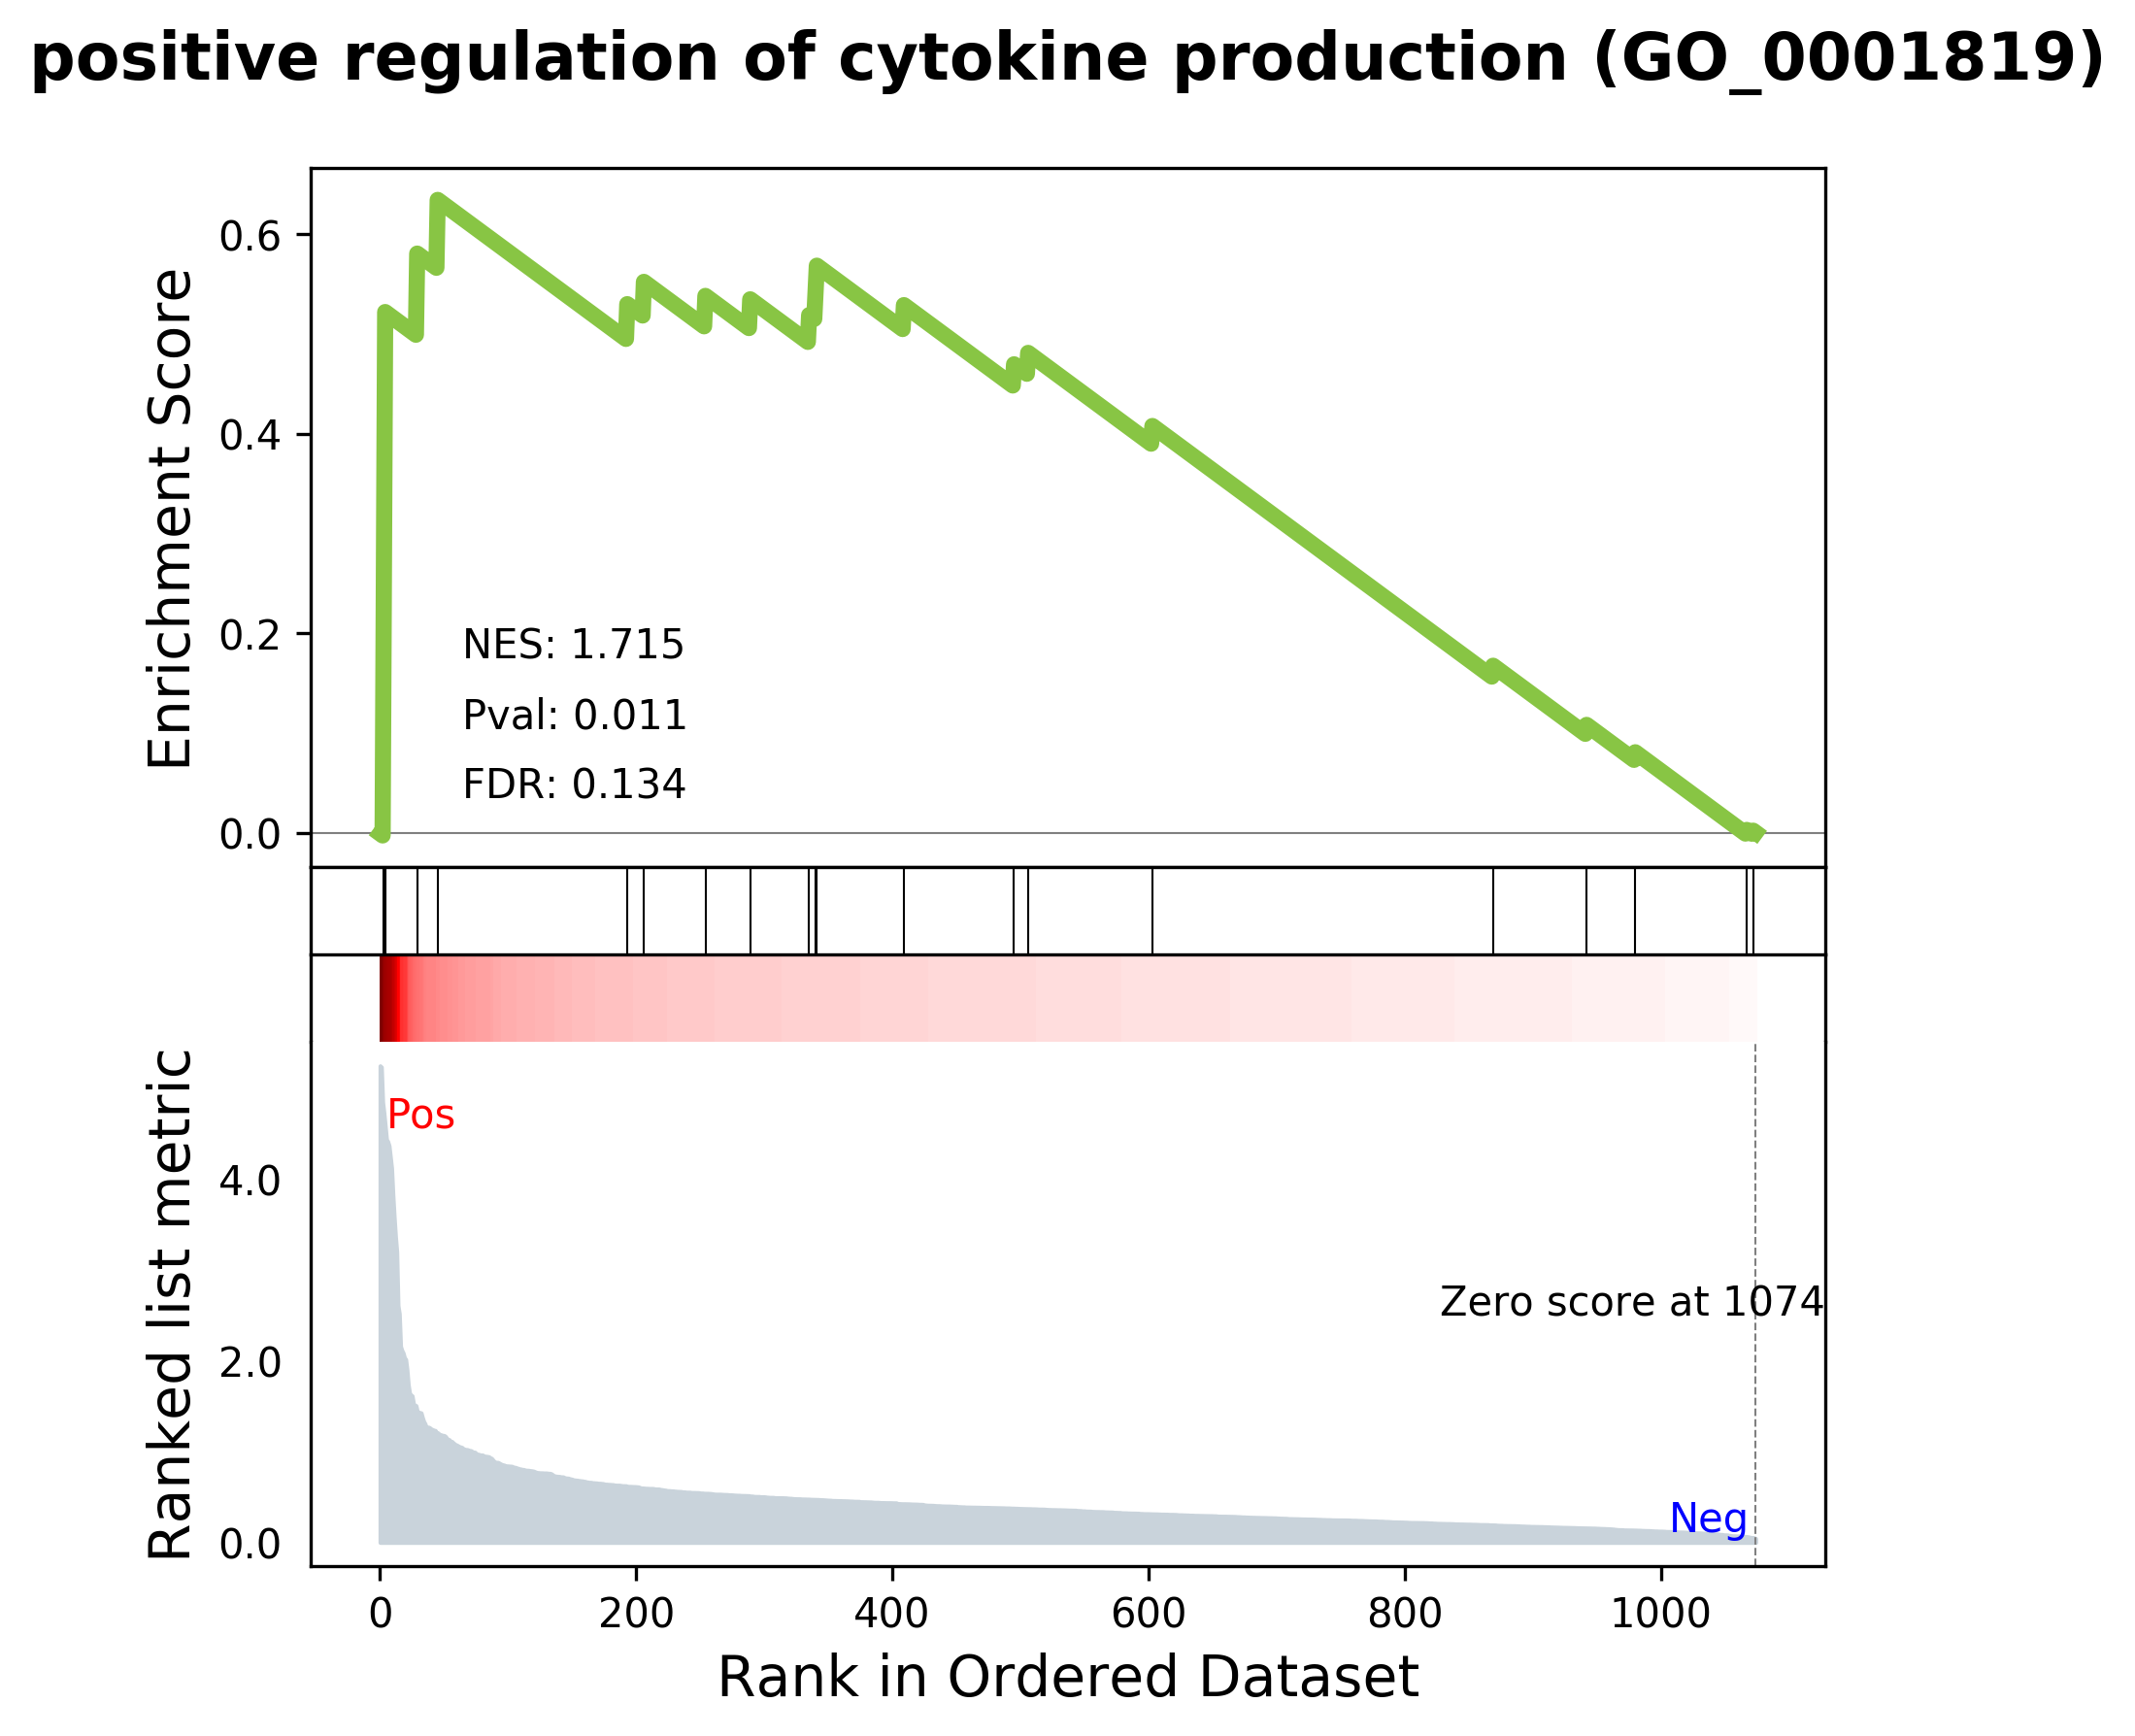 positive regulation of cytokine production (GO_0001819)
Enrichment Score
0.6
0.4
0.2
0.0
NES: 1.715
Pval: 0.011
FDR: 0.134
Ranked list metric
Pos
4.0
2.0
0.0
Zero score at 1074
Neg
0 200 400 600 800 1000
Rank in Ordered Dataset